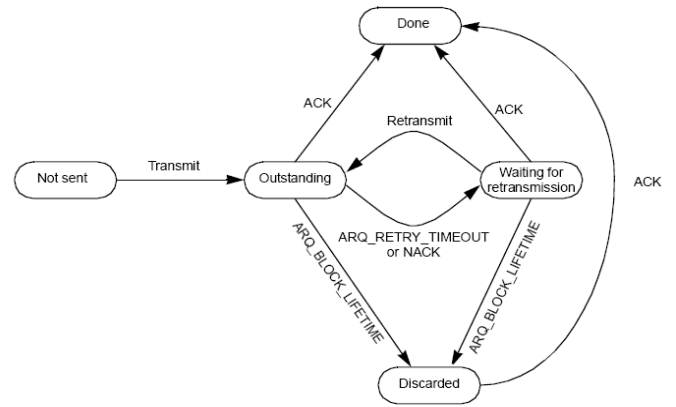 Done
ACK
ACK
Retransmit
Transmit
Not sent
Outstanding
Waiting for
retransmission
ACK
ARQ_RETRY_TIMEOUT
or NACK
ARQ_BLOCK_LIFETIME
ARQ_BLOCK_LIFETIME
Discarded